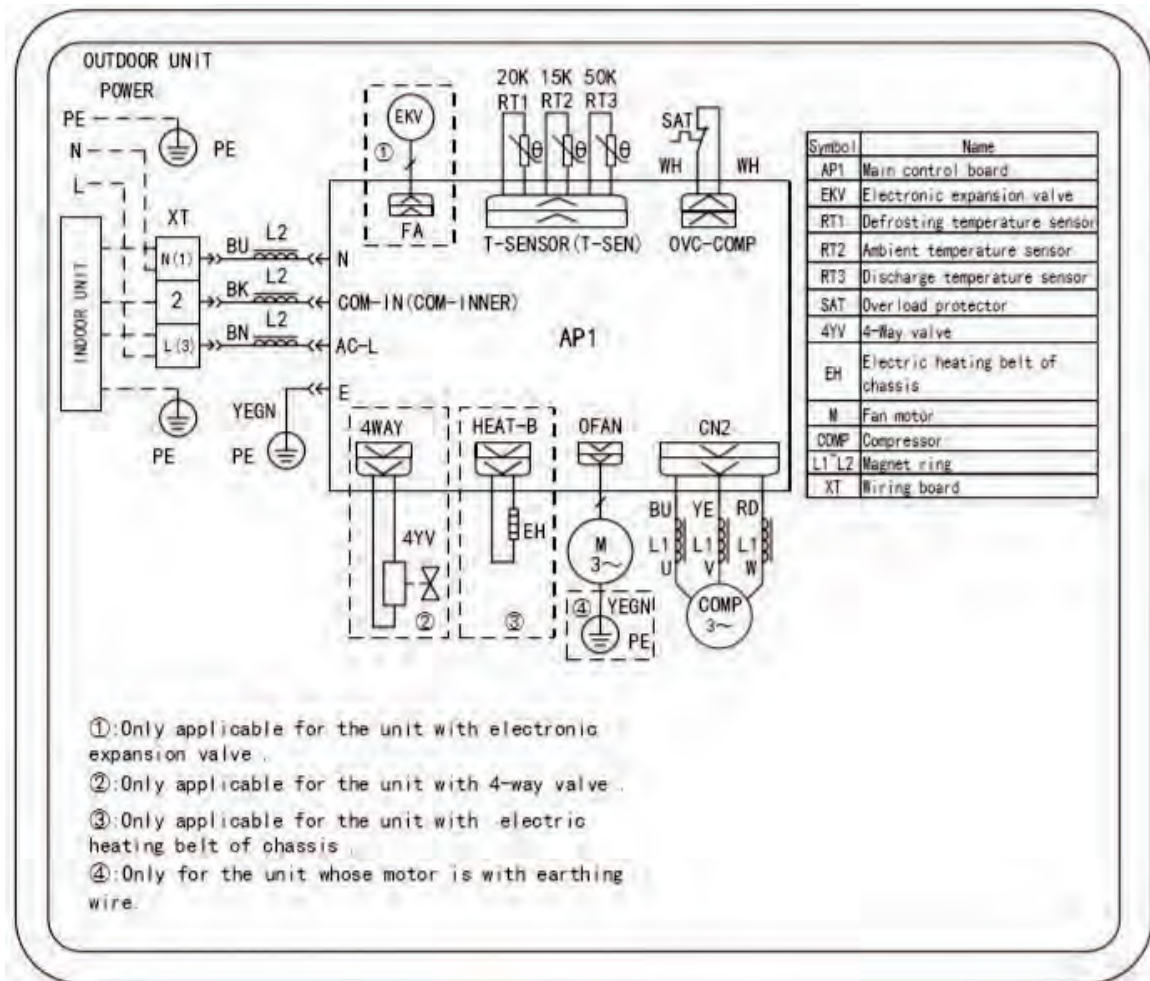 OUTDOOR UNIT
POWER
PE
N
L
PE
INDOOR UNIT
XT
N(1)
2
L(3)
BU
L2
BK
L2
BN
L2
PE
YEGN
PE
EKV
①
FA
20K 15K 50K
RT1 RT2 RT3
θ θ θ
T-SENSOR(T-SEN)
SAT
WH WH
OVC-COMP
N
COM-IN(COM-INNER)
AC-L
E
AP1
4WAY
HEAT-B
OFAN
CN2
4YV
②
EH
③
M
3~
④ YEGN
PE
BU YE RD
L1 L1 L1
U V W
COMP
3~
Symbol Name
AP1 Main control board
EKV Electronic expansion valve
RT1 Defrosting temperature sensor
RT2 Ambient temperature sensor
RT3 Discharge temperature sensor
SAT Overload protector
4YV 4-Way valve
EH Electric heating belt of
chassis
M Fan motor
COMP Compressor
L1~L2 Magnet ring
XT Wiring board
①:Only applicable for the unit with electronic
expansion valve .
②:Only applicable for the unit with 4-way valve .
③:Only applicable for the unit with electric
heating belt of chassis .
④:Only for the unit whose motor is with earthing
wire.